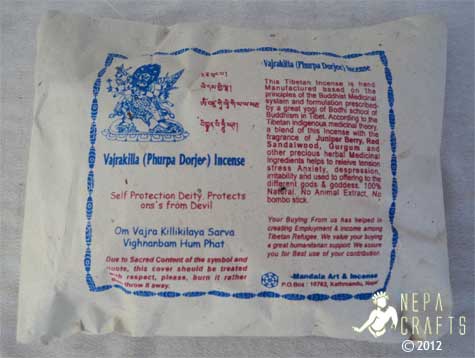 Vajrakilla (Phurpa Dorjer) Incense
Self Protection Deity, Protects
ons's from Devil
Om Vajra Killikilaya Sarva
Vighnanbam Hum Phat
Due to Sacred Content of the symbol and
quots, this cover should be treated
with respect, please, burn it rather
than throw it away.
Vajrakilla (Phurpa Dorjer) Incense
This Tibetan Incense is hand
Manufactured based on the
principles of the Buddhist Medicinal
system and formulation prescribed
by a great yogi of Bodhi school of
Buddhism in Tibet. According to the
Tibetan indigenous medicinal theory,
a blend of this Incense with the
fragrance of Juniper Berry, Red
Sandalwood, Gurgum and
other precious herbal Medicinal
Ingredients helps to relieve tension
stress Anxiety, despression,
irritability and used to offering to the
different gods & goddess. 100%
Natural. No Animal Extract, No
bombo stick.
Your Buying From us has helped in
creating Employment & income among
Tibetan Refugee. We value your buying
a great humanitarian support. We assure
you for Best use of your contribution.
-Mandala Art & Incense
P.O.Box : 10763, Kathmandu, Nepal
NEPA
CRAFTS
© 2012